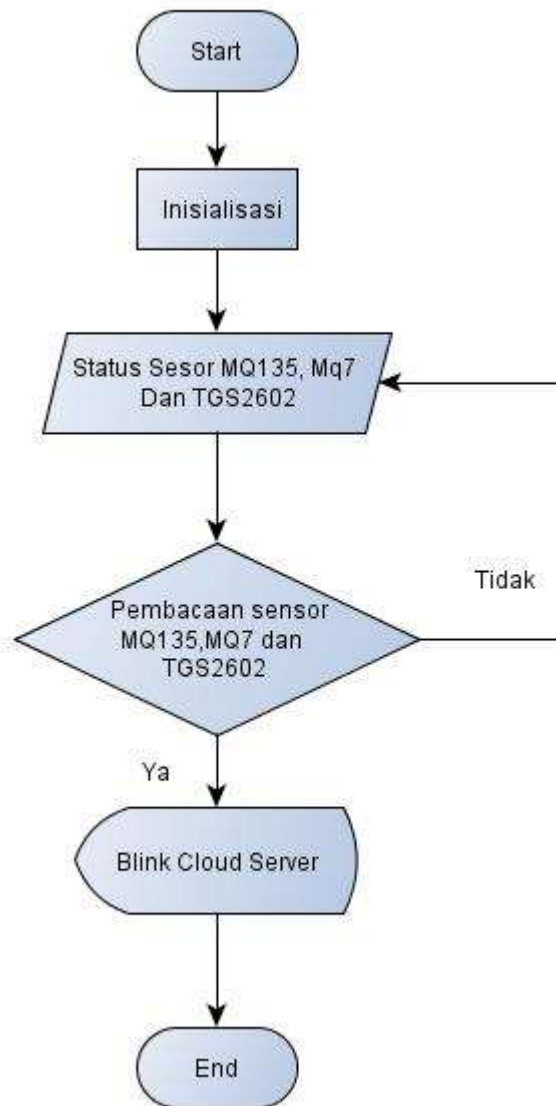 Start
Inisialisasi
Status Sesor MQ135, Mq7
Dan TGS2602
Pembacaan sensor
MQ135,MQ7 dan
TGS2602
Tidak
Ya
Blink Cloud Server
End